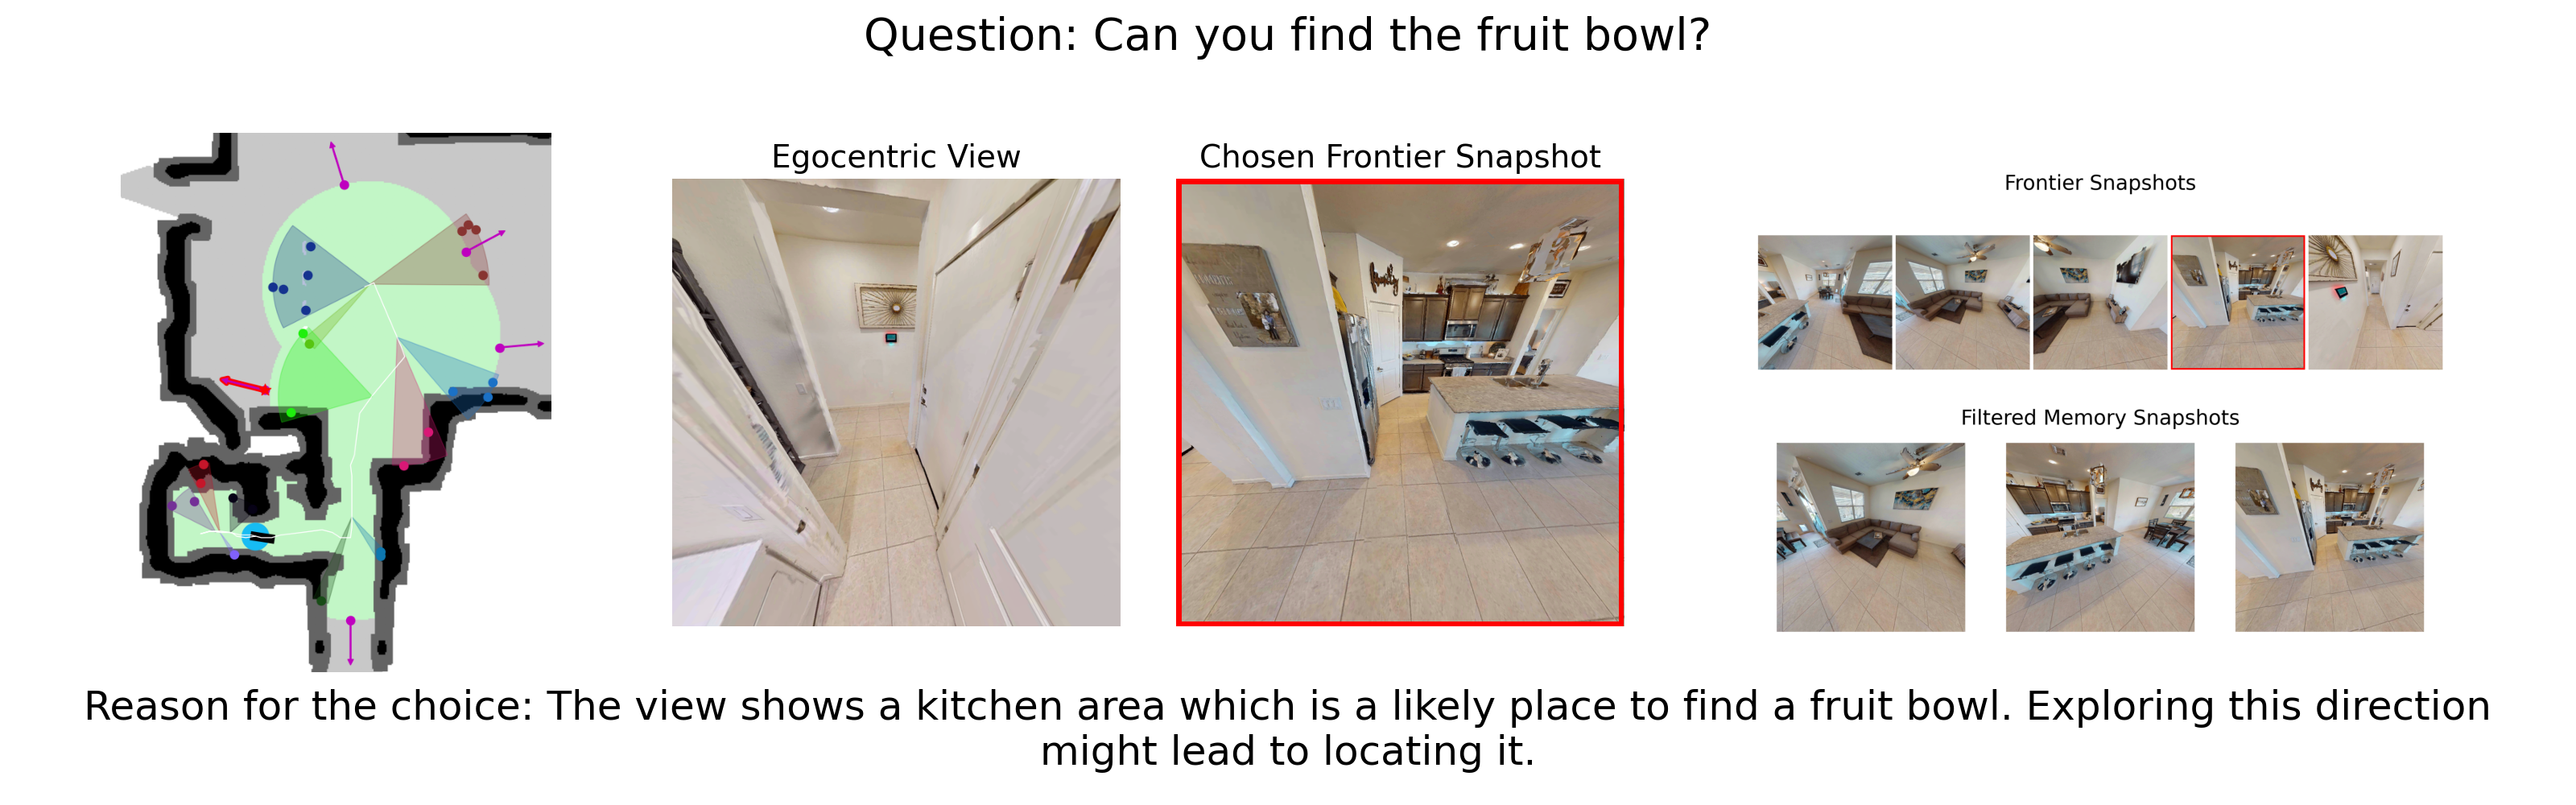 Question: Can you find the fruit bowl?
Egocentric View
Chosen Frontier Snapshot
Frontier Snapshots
Filtered Memory Snapshots
Reason for the choice: The view shows a kitchen area which is a likely place to find a fruit bowl. Exploring this direction
might lead to locating it.